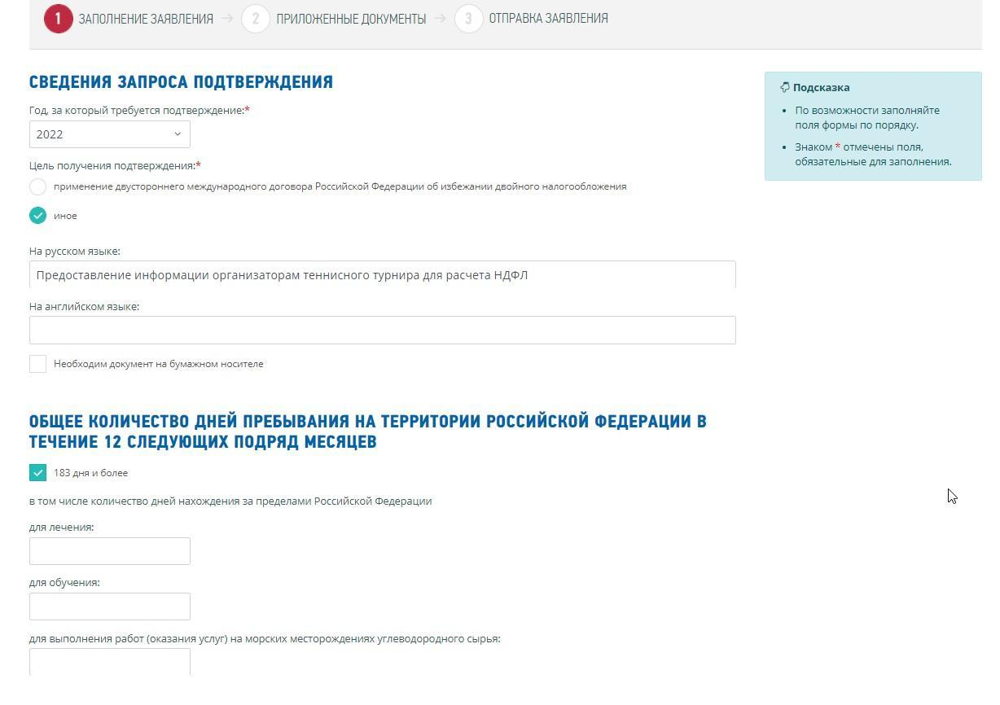 1 ЗАПОЛНЕНИЕ ЗАЯВЛЕНИЯ → 2 ПРИЛОЖЕННЫЕ ДОКУМЕНТЫ → 3 ОТПРАВКА ЗАЯВЛЕНИЯ
СВЕДЕНИЯ ЗАПРОСА ПОДТВЕРЖДЕНИЯ
Год, за который требуется подтверждение:*
2022
Цель получения подтверждения:*
применение двустороннего международного договора Российской Федерации об избежании двойного налогообложения
иное
На русском языке:
Предоставление информации организаторам теннисного турнира для расчета НДФЛ
На английском языке:
Необходим документ на бумажном носителе
ОБЩЕЕ КОЛИЧЕСТВО ДНЕЙ ПРЕБЫВАНИЯ НА ТЕРРИТОРИИ РОССИЙСКОЙ ФЕДЕРАЦИИ В
ТЕЧЕНИЕ 12 СЛЕДУЮЩИХ ПОДРЯД МЕСЯЦЕВ
183 дня и более
в том числе количество дней нахождения за пределами Российской Федерации
для лечения:
для обучения:
для выполнения работ (оказания услуг) на морских месторождениях углеводородного сырья:
Подсказка
• По возможности заполняйте
поля формы по порядку.
• Знаком * отмечены поля,
обязательные для заполнения.